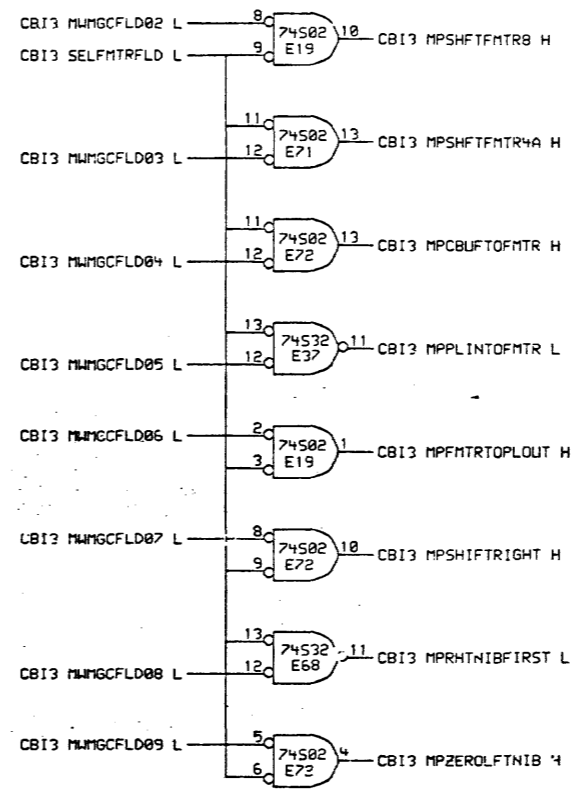 CBI3 MWMGCFLD02 L 8 74S02 10 CBI3 MPSHFTFMTR8 H
CBI3 SELFMTRFLD L 9 E19
11 74S02 13 CBI3 MPSHFTFMTR4A H
CBI3 MWMGCFLD03 L 12 E71
11 74S02 13 CBI3 MPCBUFTOFMTR H
CBI3 MWMGCFLD04 L 12 E72
13 74S32 11 CBI3 MPPLINTOFMTR L
CBI3 MWMGCFLD05 L 12 E37
CBI3 MWMGCFLD06 L 2 74S02 1 CBI3 MPFMTRTOPLOUT H
3 E19
CBI3 MWMGCFLD07 L 8 74S02 10 CBI3 MPSHIFTRIGHT H
9 E72
13 74S32 11 CBI3 MPRHTNIBFIRST L
CBI3 MWMGCFLD08 L 12 E68
CBI3 MWMGCFLD09 L 5 74S02 4 CBI3 MPZEROLFTNIB H
6 E73